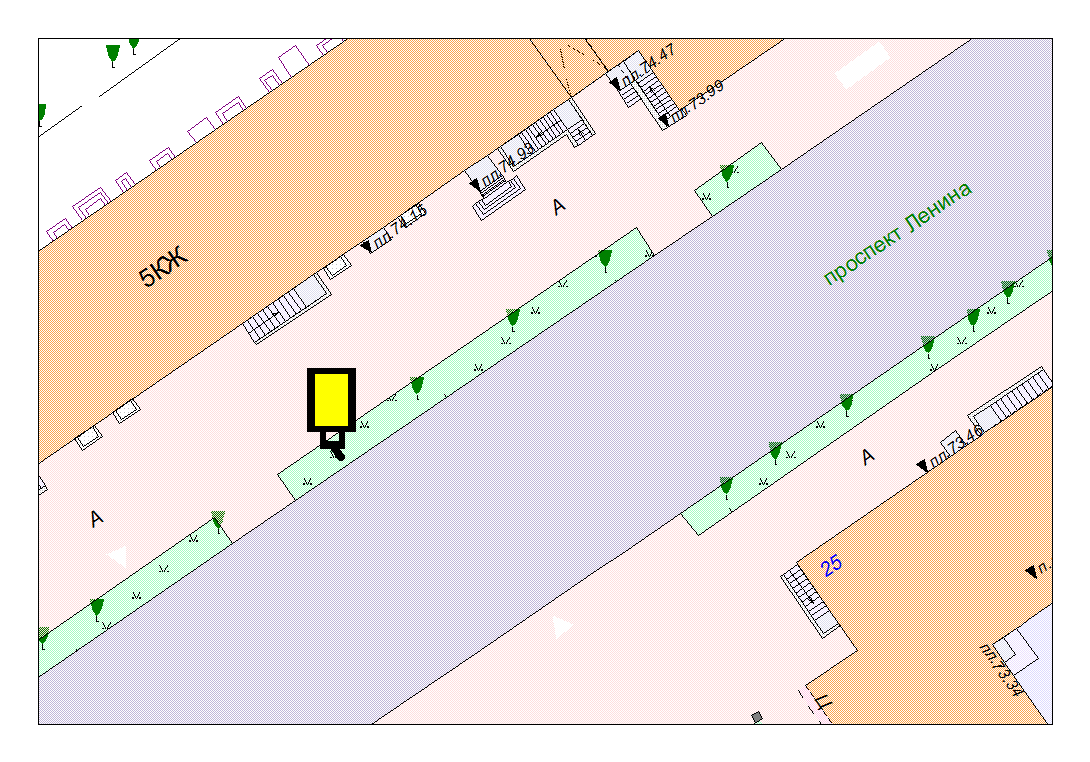 пл.74.47
пл.73.99
пл.74.93
А
проспект Ленина
пл.74.15
5КЖ
А
пл.73.46
А
25
п.
пл.73.34
Ц